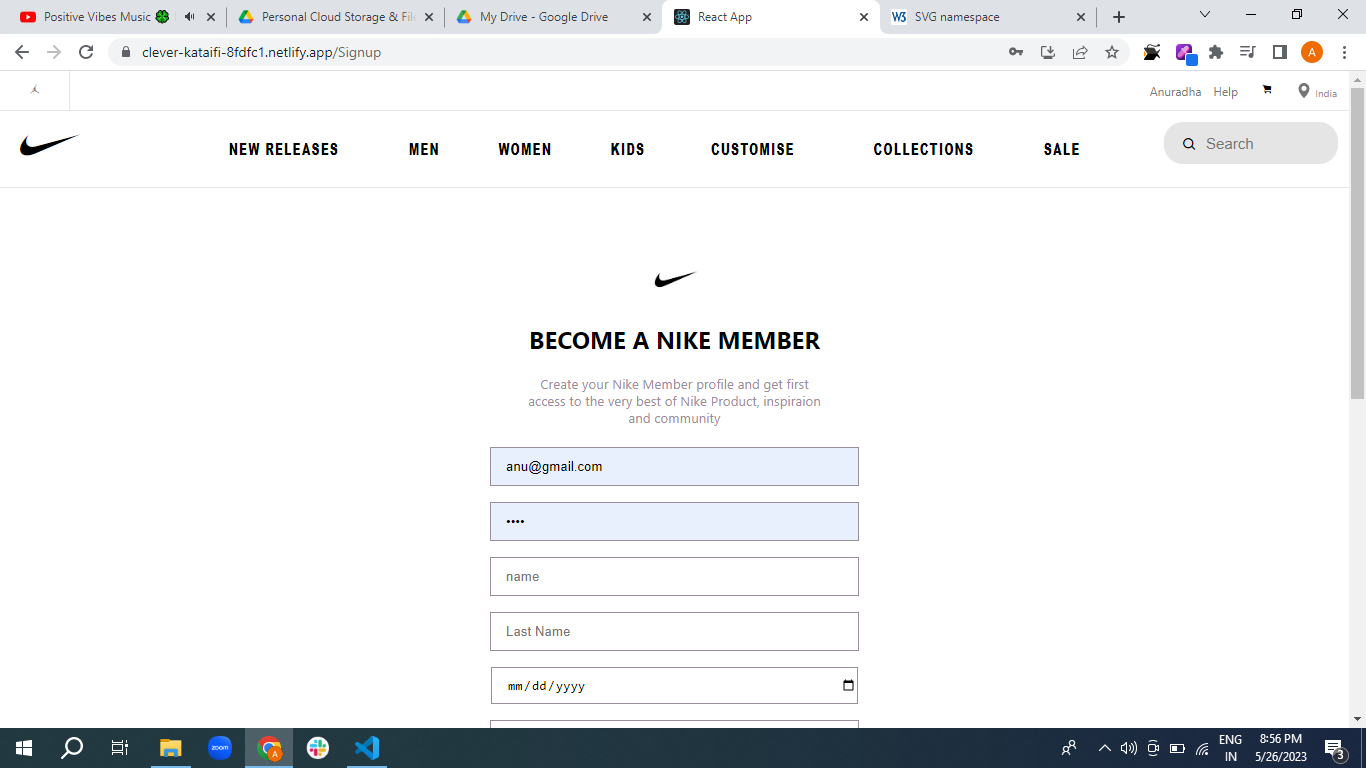 Positive Vibes Music 🍀
Personal Cloud Storage & Fil
My Drive - Google Drive
React App
W3 SVG namespace
clever-kataifi-8fdfc1.netlify.app/Signup
A
Anuradha Help India
NEW RELEASES MEN WOMEN KIDS CUSTOMISE COLLECTIONS SALE
Search
BECOME A NIKE MEMBER
Create your Nike Member profile and get first
access to the very best of Nike Product, inspiraion
and community
anu@gmail.com
••••
name
Last Name
mm/dd/yyyy
zoom
A
ENG
IN
8:56 PM
5/26/2023
3